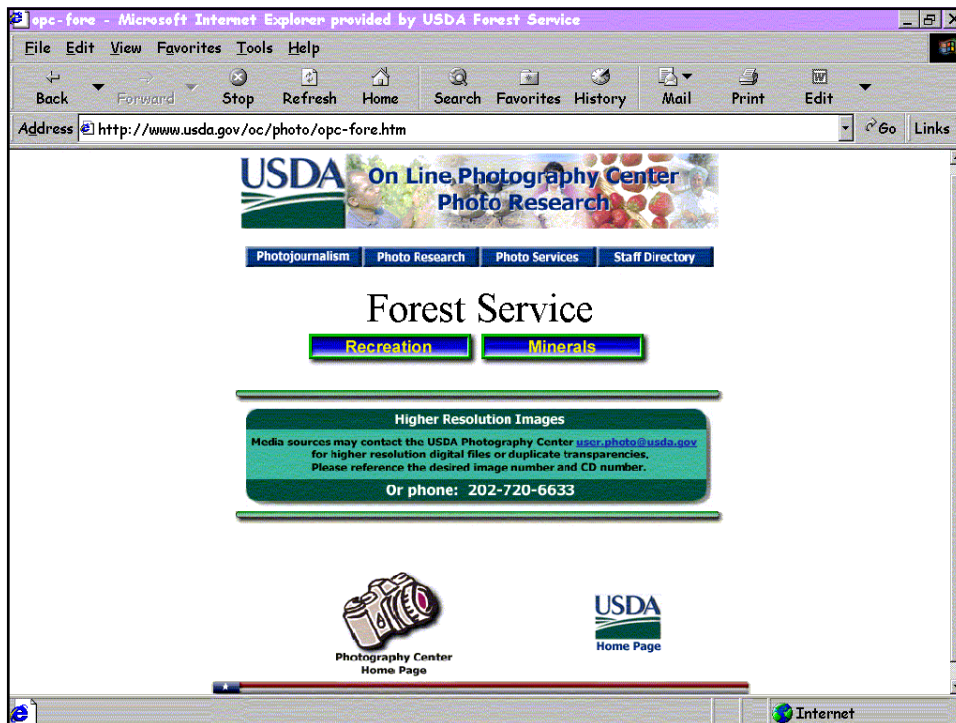 opc-fore - Microsoft Internet Explorer provided by USDA Forest Service
File Edit View Favorites Tools Help
Back Forward Stop Refresh Home Search Favorites History Mail Print Edit
Address http://www.usda.gov/oc/photo/opc-fore.htm Go Links
USDA On Line Photography Center
Photo Research
Photojournalism Photo Research Photo Services Staff Directory
Forest Service
Recreation Minerals
Higher Resolution Images
Media sources may contact the USDA Photography Center user.photo@usda.gov
for higher resolution digital files or duplicate transparencies.
Please reference the desired image number and CD number.
Or phone: 202-720-6633
USDA
Photography Center
Home Page
Home Page
Internet